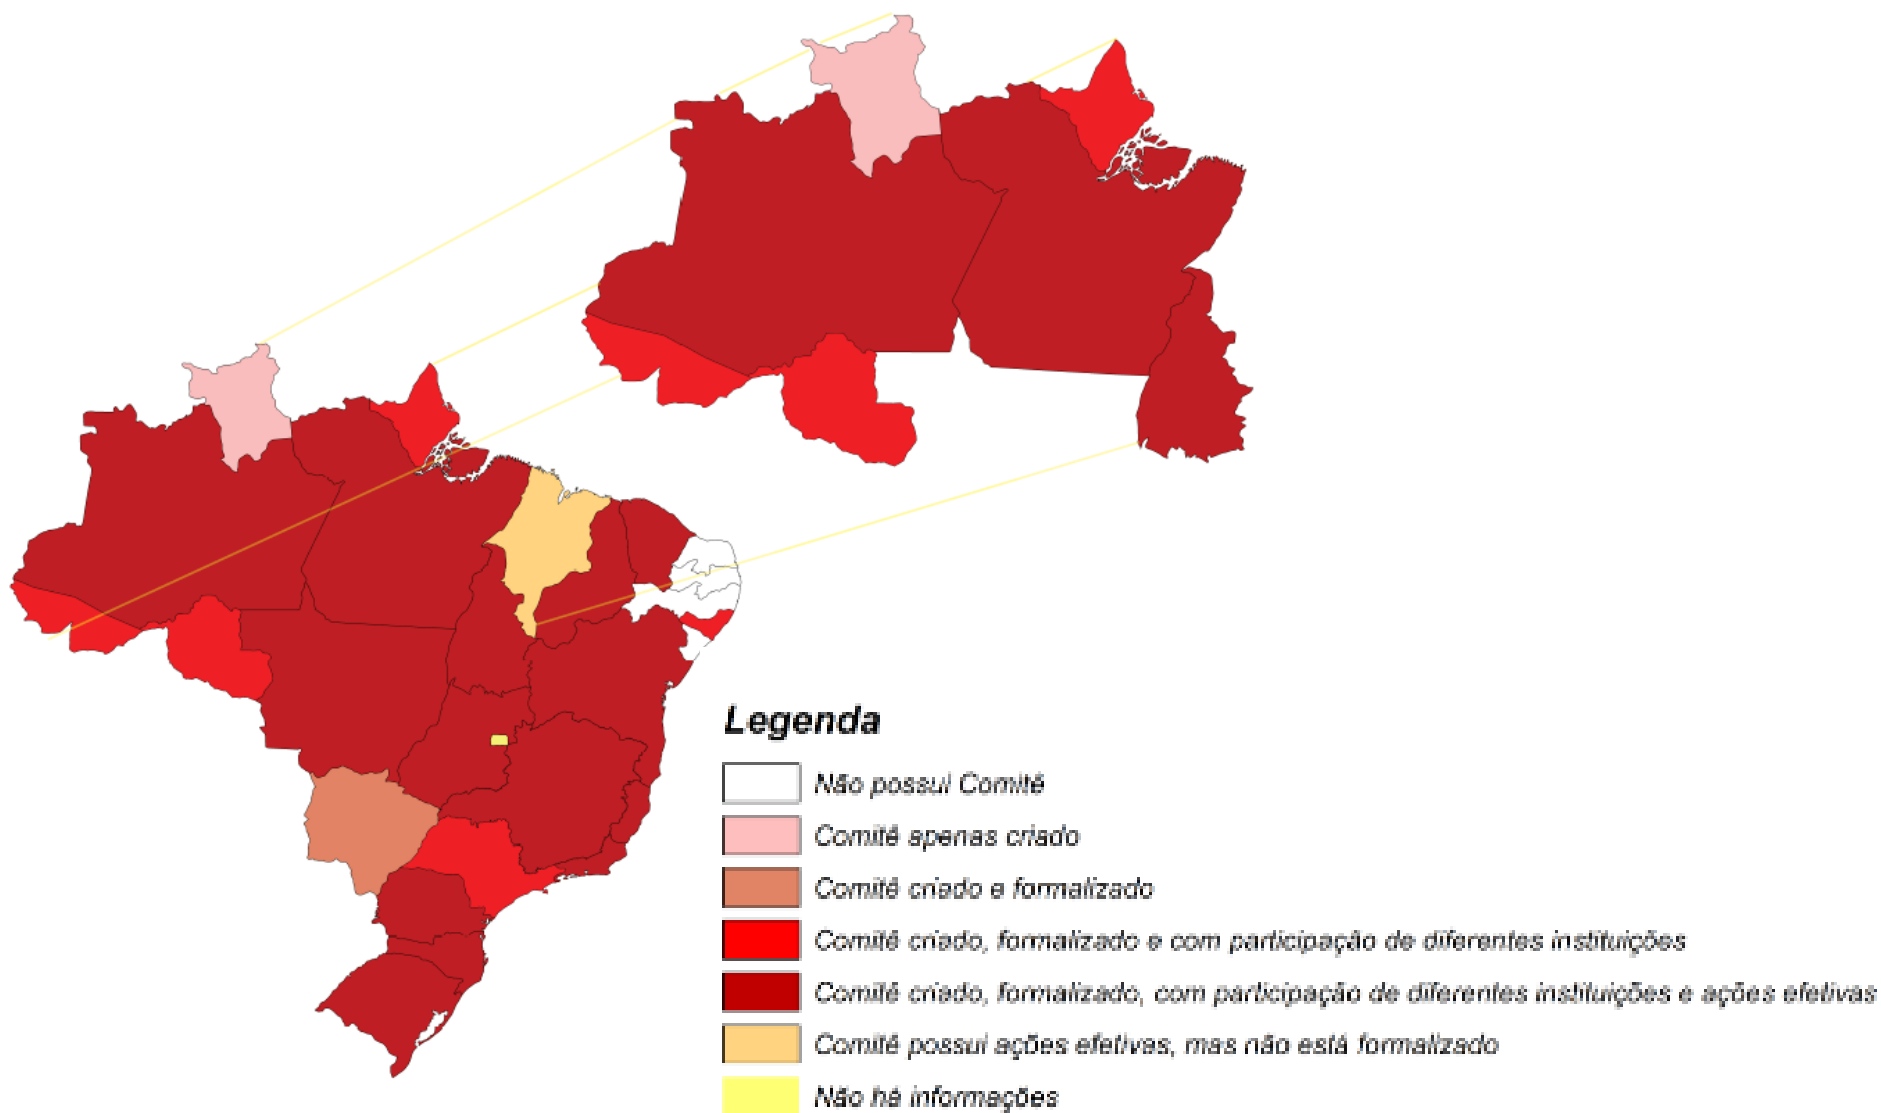 Legenda
Não possui Comitê
Comitê apenas criado
Comitê criado e formalizado
Comitê criado, formalizado e com participação de diferentes instituições
Comitê criado, formalizado, com participação de diferentes instituições e ações efetivas
Comitê possui ações efetivas, mas não está formalizado
Não há informações